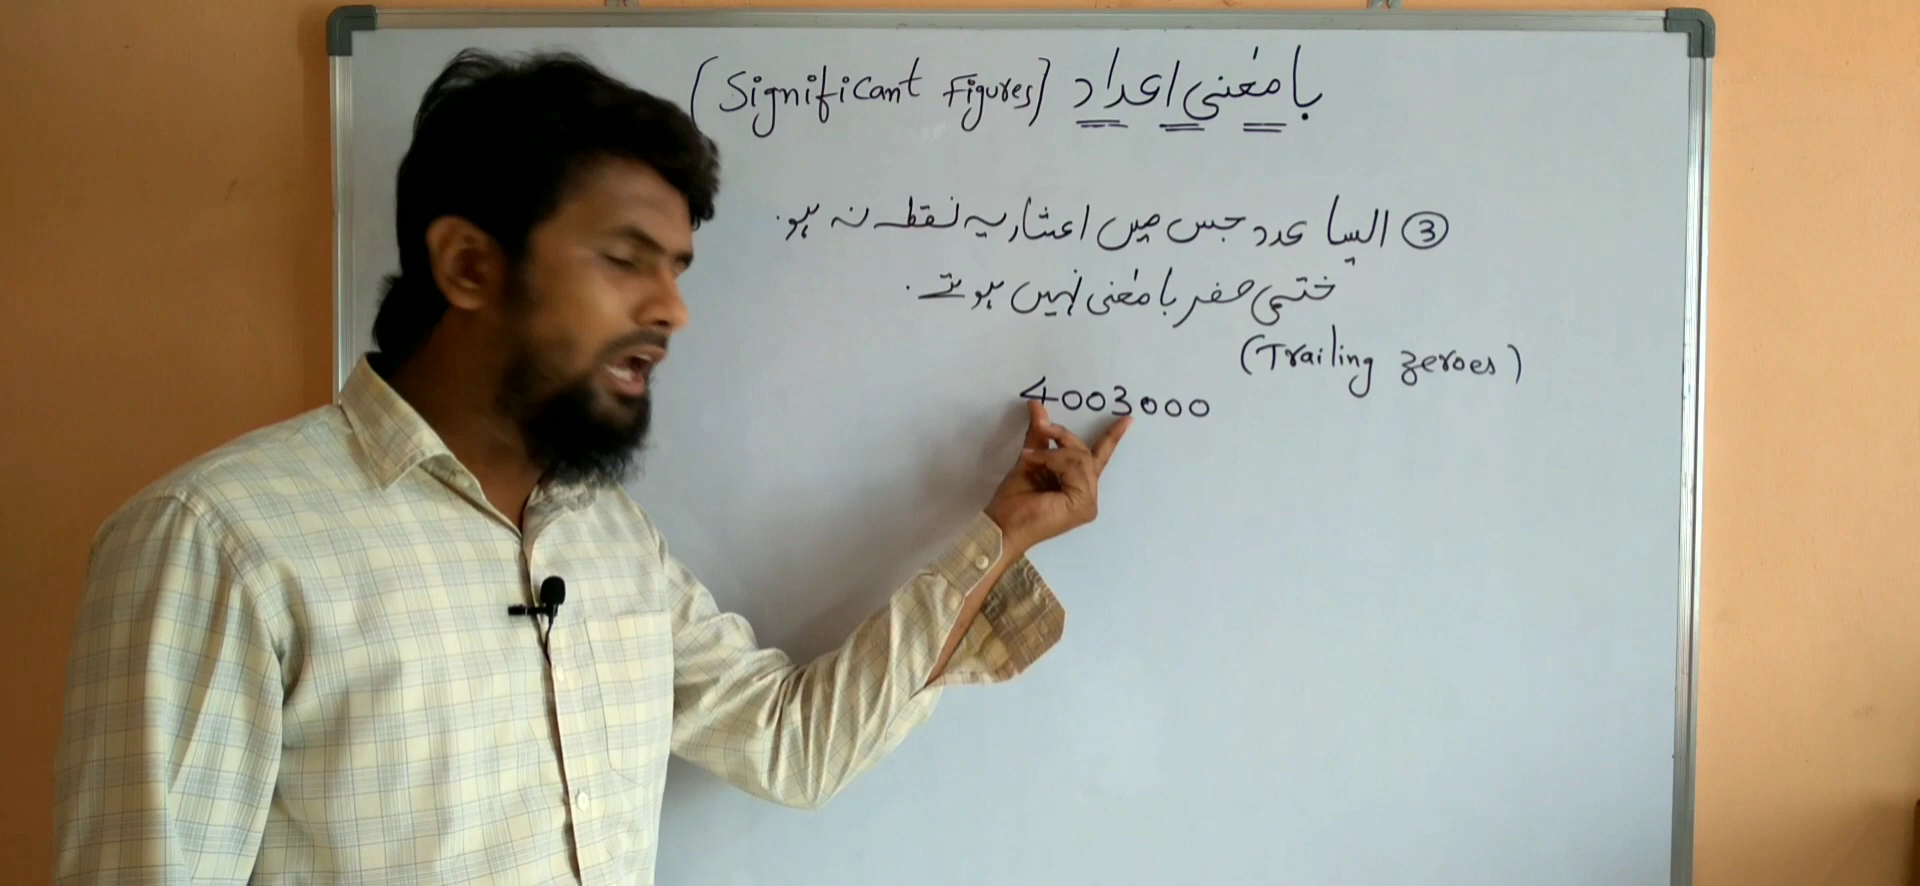 بامعنی اعداد (Significant Figures)
③ ایسا عدد جس میں اعشاریہ نقطہ نہ ہو۔
ختمی صفر بامعنی نہیں ہوتے۔
(Trailing zeroes)
4003000